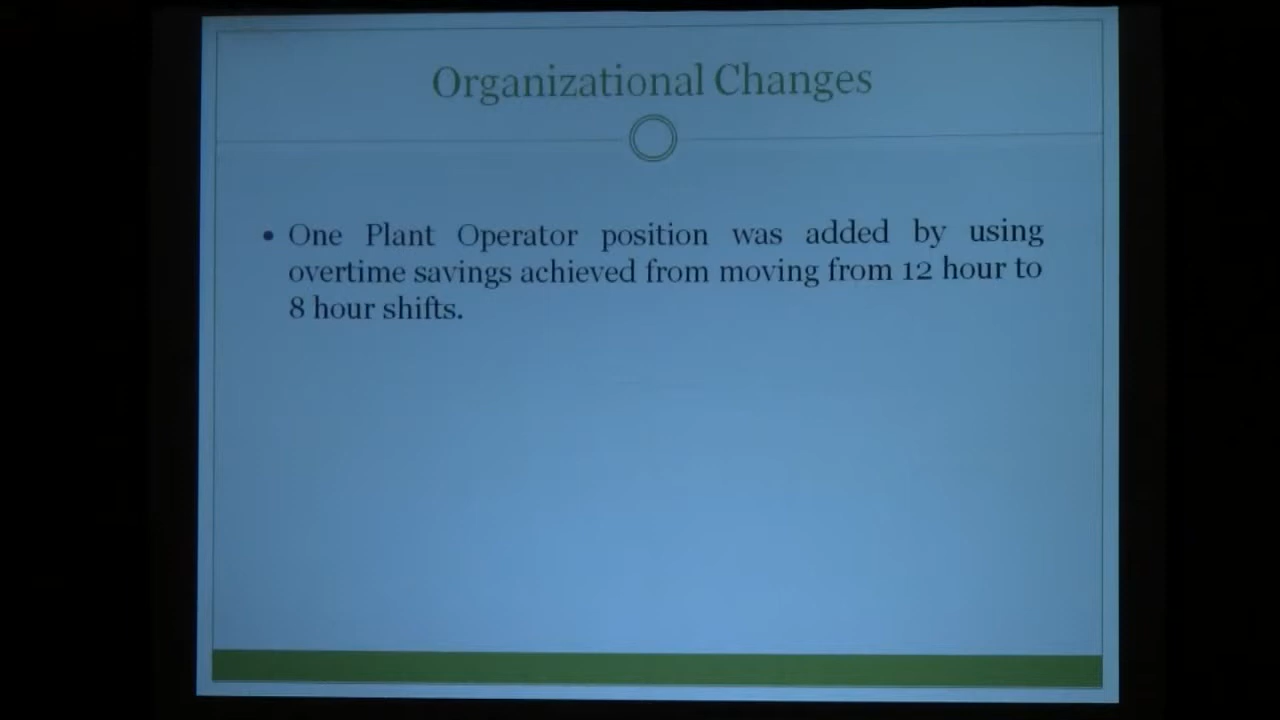 Organizational Changes
• One Plant Operator position was added by using
overtime savings achieved from moving from 12 hour to
8 hour shifts.